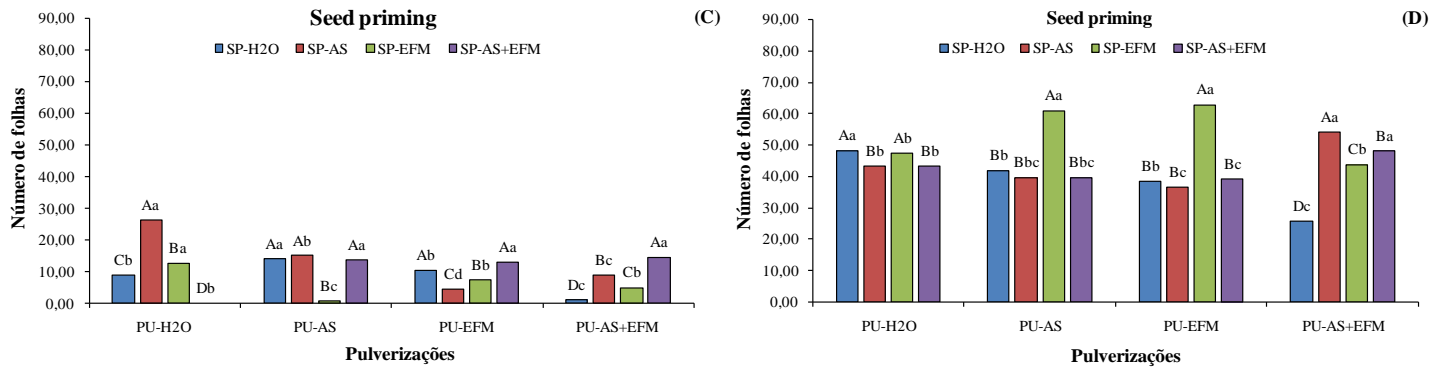 Seed priming
(C)
SP-H2O SP-AS SP-EFM SP-AS+EFM
Número de folhas
90,00
80,00
70,00
60,00
50,00
40,00
30,00
20,00
10,00
0,00
Cb Aa Ba Db
Aa Ab Bc Aa
Ab Cd Bb Aa
Dc Bc Cb Aa
PU-H2O PU-AS PU-EFM PU-AS+EFM
Pulverizações
Seed priming
(D)
SP-H2O SP-AS SP-EFM SP-AS+EFM
Número de folhas
90,00
80,00
70,00
60,00
50,00
40,00
30,00
20,00
10,00
0,00
Aa Bb Ab Bb
Bb Bbc Aa Bbc
Bb Bc Aa Bc
Dc Aa Cb Ba
PU-H2O PU-AS PU-EFM PU-AS+EFM
Pulverizações